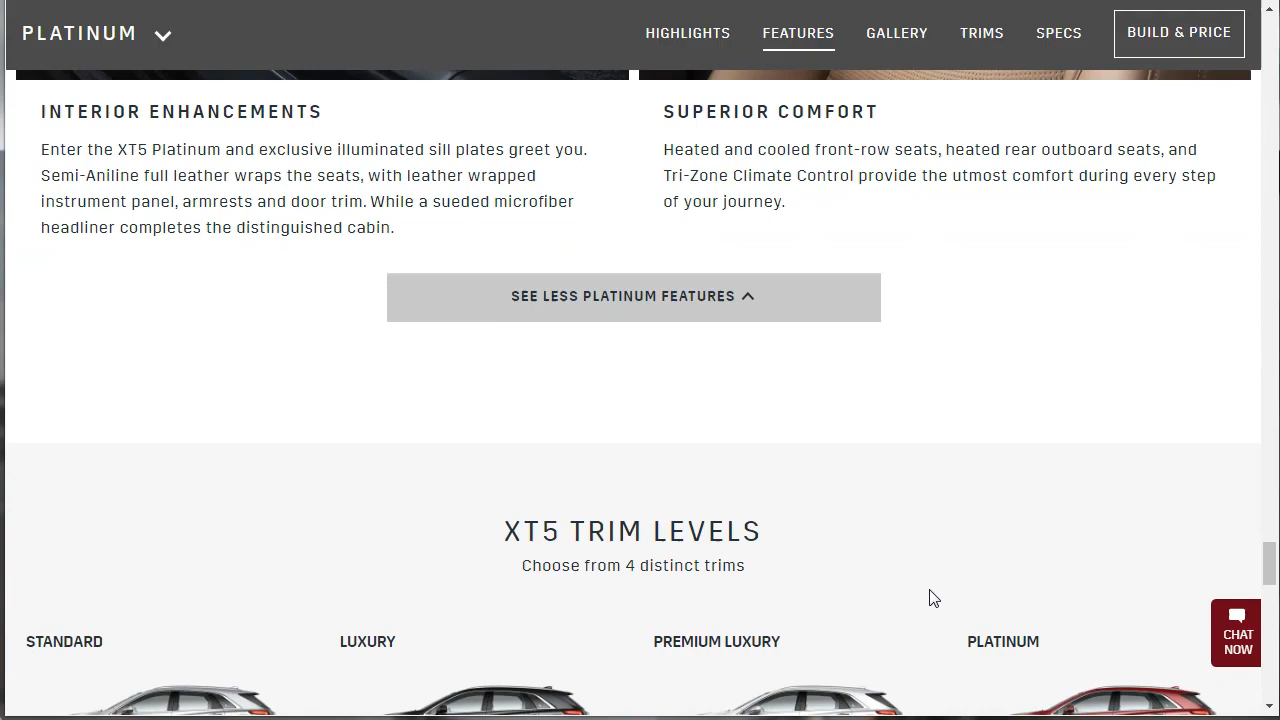 PLATINUM
HIGHLIGHTS
FEATURES
GALLERY
TRIMS
SPECS
BUILD & PRICE
INTERIOR ENHANCEMENTS
Enter the XT5 Platinum and exclusive illuminated sill plates greet you.
Semi-Aniline full leather wraps the seats, with leather wrapped
instrument panel, armrests and door trim. While a sueded microfiber
headliner completes the distinguished cabin.
SUPERIOR COMFORT
Heated and cooled front-row seats, heated rear outboard seats, and
Tri-Zone Climate Control provide the utmost comfort during every step
of your journey.
SEE LESS PLATINUM FEATURES
XT5 TRIM LEVELS
Choose from 4 distinct trims
STANDARD
LUXURY
PREMIUM LUXURY
PLATINUM
CHAT
NOW